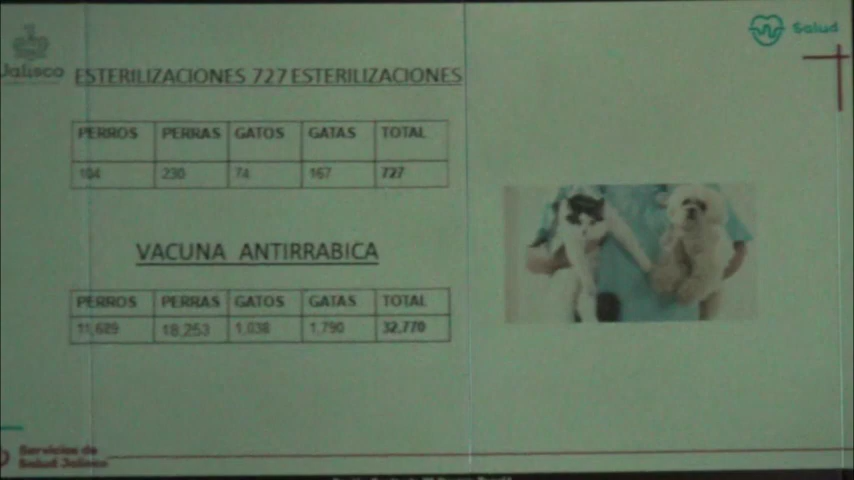 Jalisco
Salud
ESTERILIZACIONES 727 ESTERILIZACIONES
PERROS PERRAS GATOS GATAS TOTAL
104 230 74 167 727
VACUNA ANTIRRABICA
PERROS PERRAS GATOS GATAS TOTAL
11,689 18,253 1,038 1,790 32,770
Servicios de
Salud Jalisco